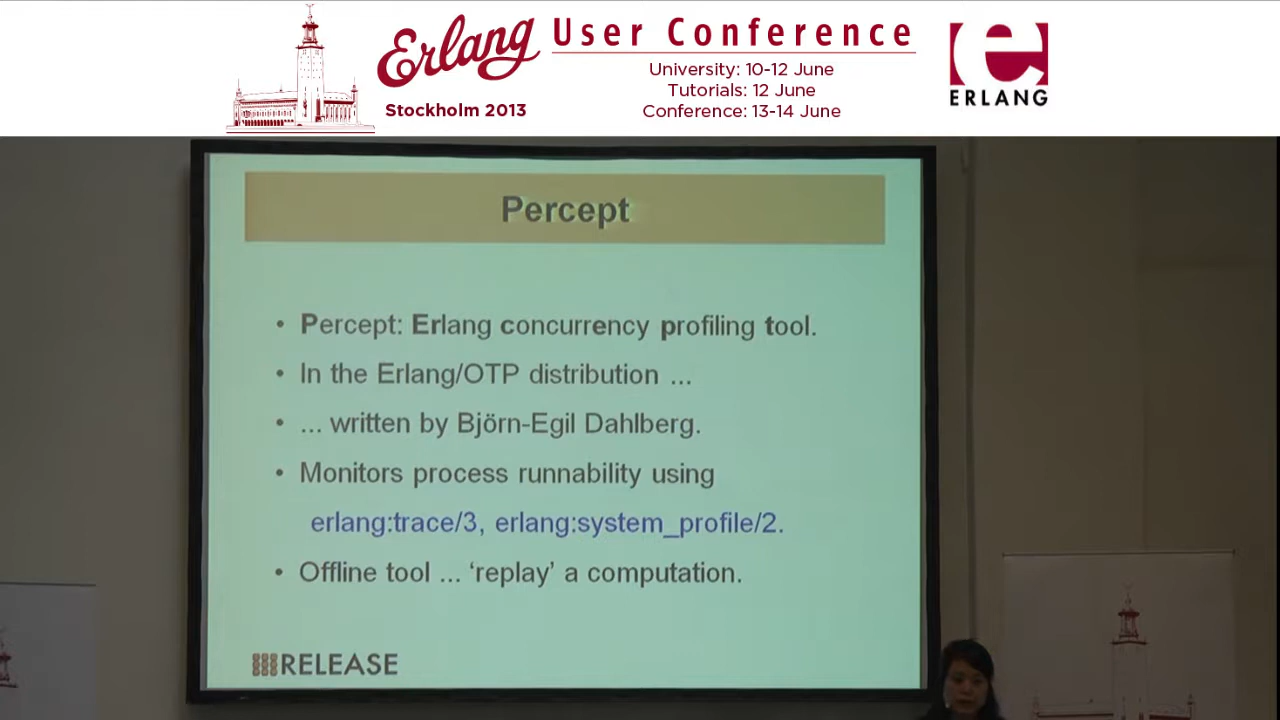 Erlang User Conference
Stockholm 2013
University: 10-12 June
Tutorials: 12 June
Conference: 13-14 June
ERLANG
Percept
• Percept: Erlang concurrency profiling tool.
• In the Erlang/OTP distribution ...
• ... written by Björn-Egil Dahlberg.
• Monitors process runnability using
erlang:trace/3, erlang:system_profile/2.
• Offline tool ... ‘replay’ a computation.
RELEASE